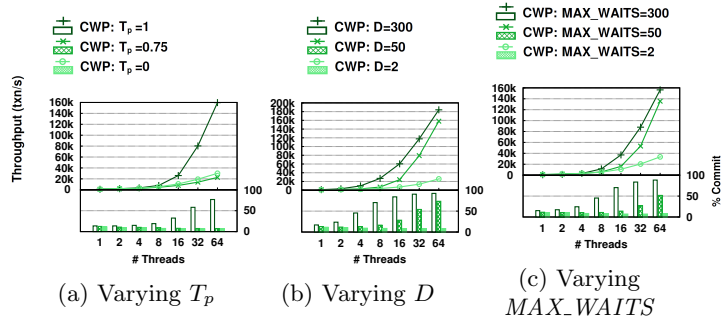 CWP: Tp=1
CWP: Tp=0.75
CWP: Tp=0
Throughput (txn/s)
160k
140k
120k
100k
80k
60k
40k
20k
0
100
50
0
1 2 4 8 16 32 64
# Threads
(a) Varying Tp
CWP: D=300
CWP: D=50
CWP: D=2
200k
180k
160k
140k
120k
100k
80k
60k
40k
20k
0
100
50
0
1 2 4 8 16 32 64
# Threads
(b) Varying D
CWP: MAX_WAITS=300
CWP: MAX_WAITS=50
CWP: MAX_WAITS=2
160k
140k
120k
100k
80k
60k
40k
20k
0
100
50
0
% Commit
1 2 4 8 16 32 64
# Threads
(c) Varying
MAX_WAITS